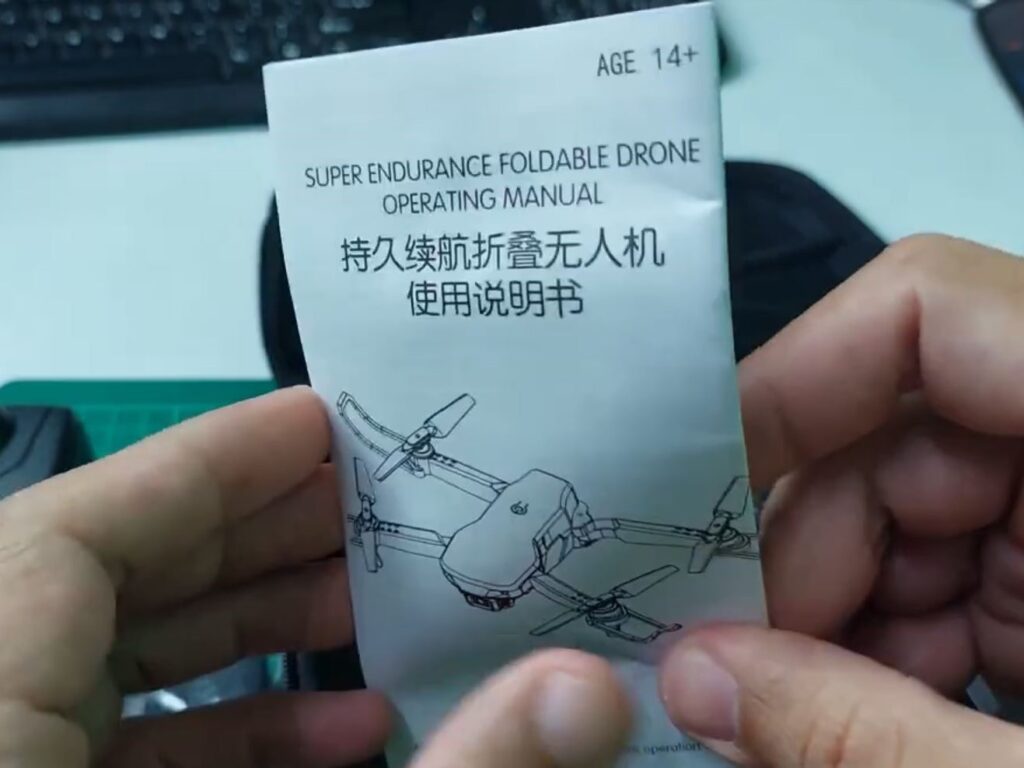 AGE 14+
SUPER ENDURANCE FOLDABLE DRONE
OPERATING MANUAL
持久续航折叠无人机
使用说明书
operation